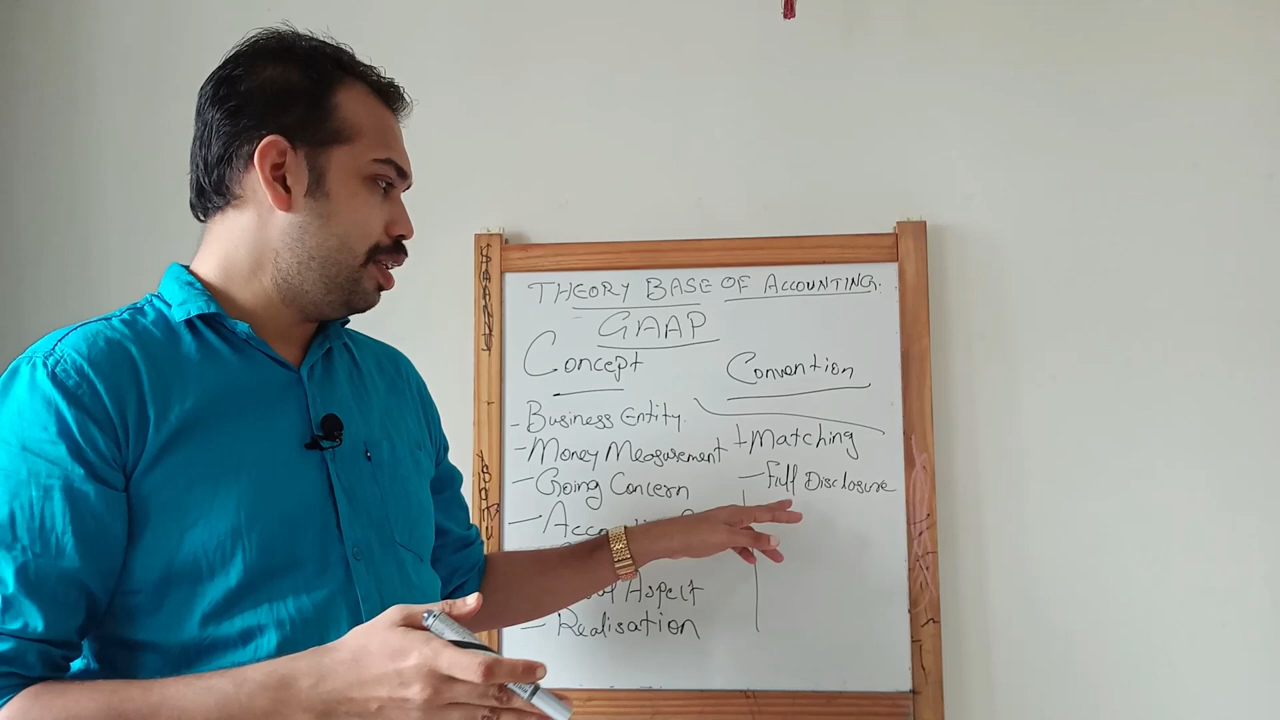 THEORY BASE OF ACCOUNTING:
GAAP
Concept
- Business Entity
- Money Measurement
- Going Concern
Aspect
- Realisation
Convention
- Matching
- Full Disclosure